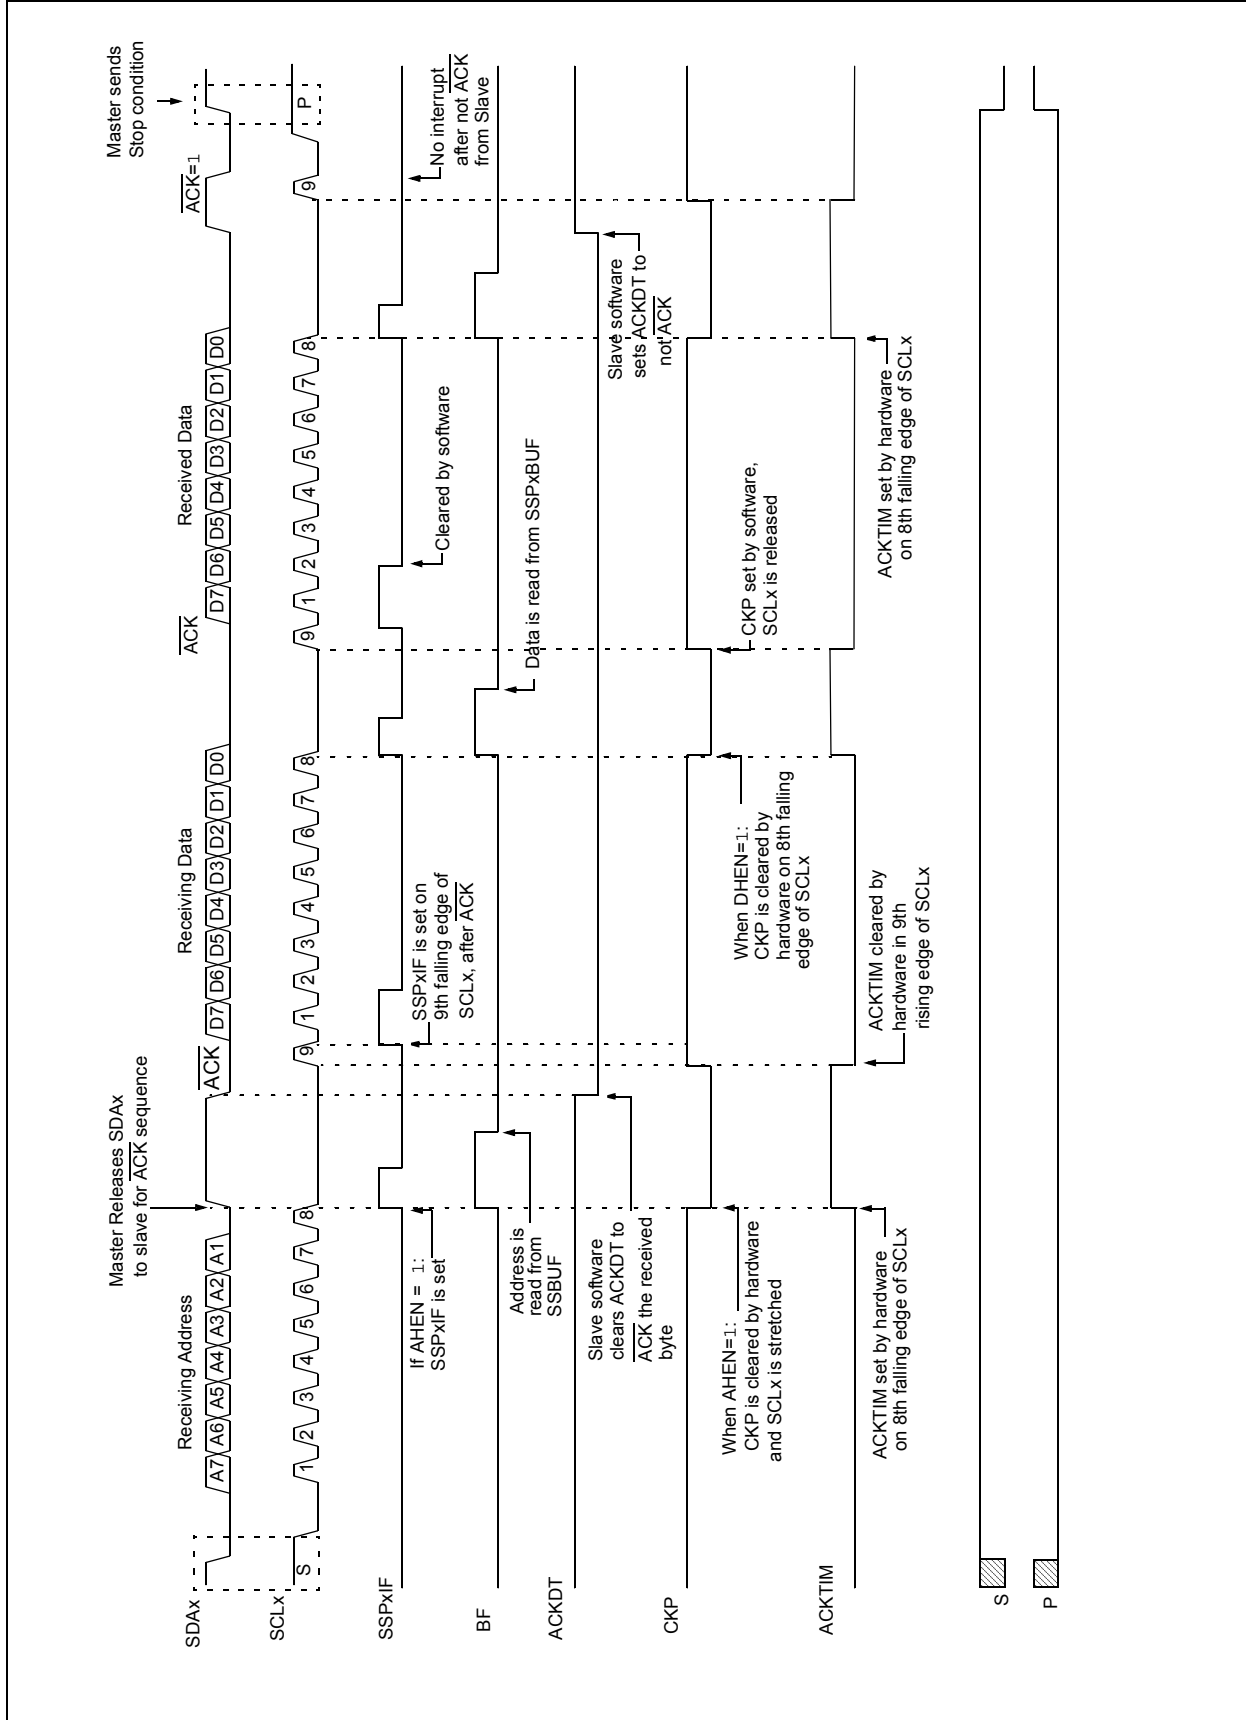 Master Releases SDAx
to slave for ACK sequence
Master sends
Stop condition
Receiving Address
Receiving Data
Received Data
ACK
ACK
ACK=1
SDAx
A7 A6 A5 A4 A3 A2 A1
D7 D6 D5 D4 D3 D2 D1 D0
D7 D6 D5 D4 D3 D2 D1 D0
SCLx
S
1 2 3 4 5 6 7 8
9
1 2 3 4 5 6 7 8
9
1 2 3 4 5 6 7 8
9
P
SSPxIF
If AHEN = 1:
SSPxIF is set
SSPxIF is set on
9th falling edge of
SCLx, after ACK
Cleared by software
No interrupt
after not ACK
from Slave
BF
Address is
read from
SSBUF
Data is read from SSPxBUF
ACKDT
Slave software
clears ACKDT to
ACK the received
byte
Slave software
sets ACKDT to
not ACK
CKP
When AHEN=1:
CKP is cleared by hardware
and SCLx is stretched
When DHEN=1:
CKP is cleared by
hardware on 8th falling
edge of SCLx
CKP set by software,
SCLx is released
ACKTIM
ACKTIM set by hardware
on 8th falling edge of SCLx
ACKTIM cleared by
hardware in 9th
rising edge of SCLx
ACKTIM set by hardware
on 8th falling edge of SCLx
S
P